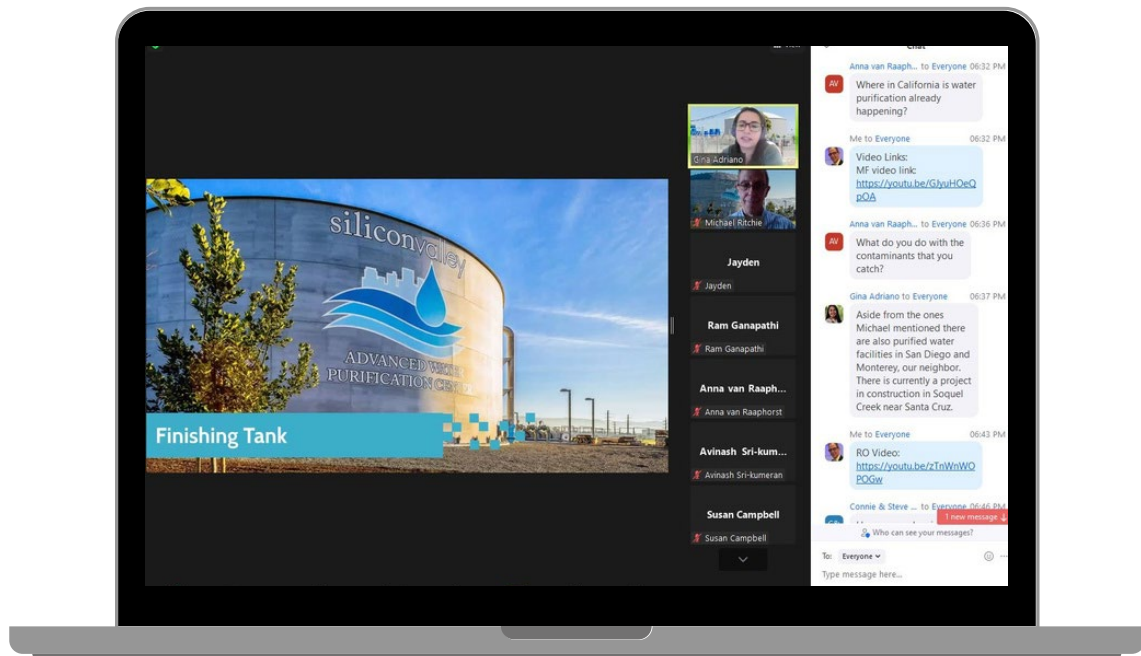 Chat
siliconvalley
ADVANCED WATER
PURIFICATION
Finishing Tank
Gina Adriano
Michael Ritchie
Jayden
Jayden
Ram Ganapathi
Ram Ganapathi
Anna van Raaph...
Anna van Raaphorst
Avinash Sri-kum...
Avinash Sri-kumeran
Susan Campbell
Susan Campbell
Anna van Raaph... to Everyone 06:32 PM
AV
Where in California is water
purification already
happening?
Me to Everyone 06:32 PM
Video Links:
MF video link:
https://youtu.be/GJyuHOeQ
pOA
Anna van Raaph... to Everyone 06:36 PM
AV
What do you do with the
contaminants that you
catch?
Gina Adriano to Everyone 06:37 PM
Aside from the ones
Michael mentioned there
are also purified water
facilities in San Diego and
Monterey, our neighbor.
There is currently a project
in construction in Soquel
Creek near Santa Cruz.
Me to Everyone 06:43 PM
RO Video:
https://youtu.be/zTnWnWO
POGw
Connie & Steve ... to Everyone 06:46 PM
1 new message
Who can see your messages?
To: Everyone
Type message here...